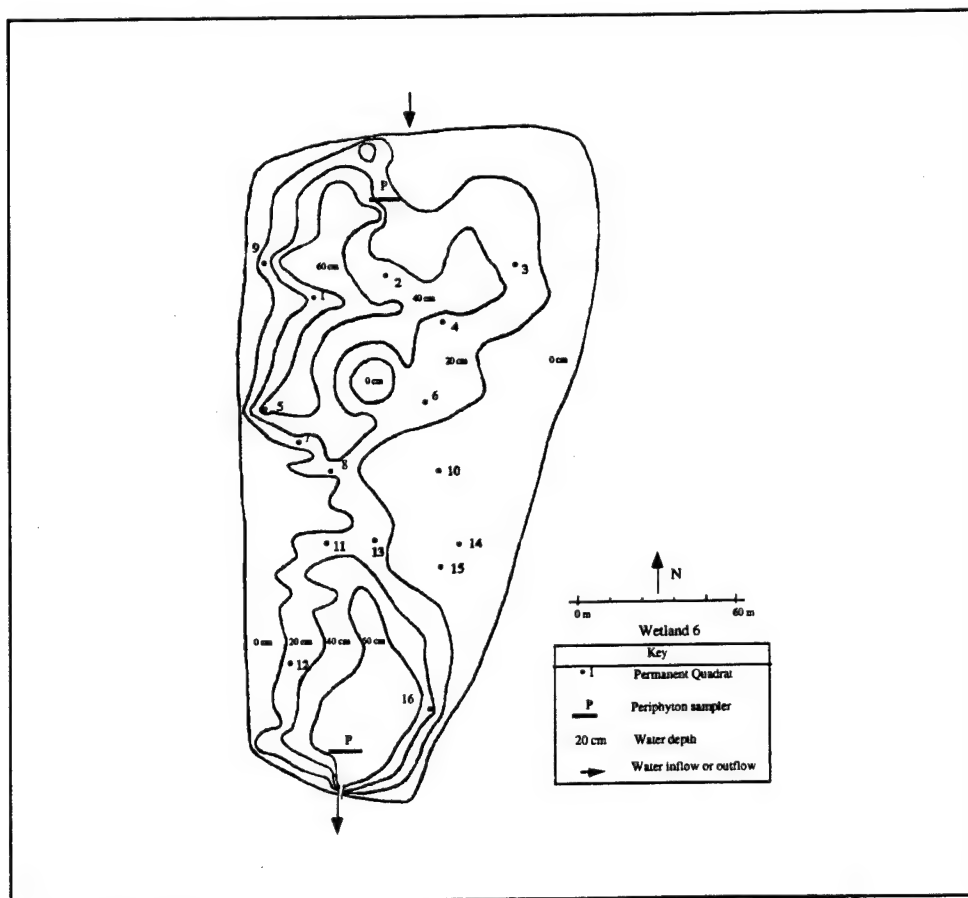 P
9
60 cm
2
3
1
40 cm
4
20 cm
0 cm
0 cm
5
6
7
8
10
11
13
14
15
N
0 m
60 m
0 cm
20 cm
40 cm
60 cm
Wetland 6
Key
12
1 Permanent Quadrat
16
P Periphyton sampler
P
20 cm Water depth
Water inflow or outflow